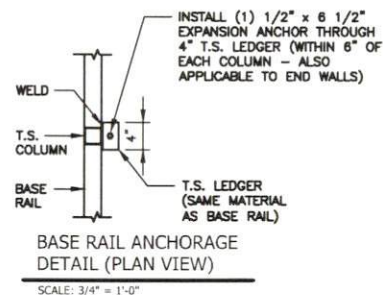 INSTALL (1) 1/2" x 6 1/2"
EXPANSION ANCHOR THROUGH
4" T.S. LEDGER (WITHIN 6" OF
EACH COLUMN - ALSO
APPLICABLE TO END WALLS)
WELD
4"
T.S.
COLUMN
BASE
RAIL
T.S. LEDGER
(SAME MATERIAL
AS BASE RAIL)
BASE RAIL ANCHORAGE
DETAIL (PLAN VIEW)
SCALE: 3/4" = 1'-0"